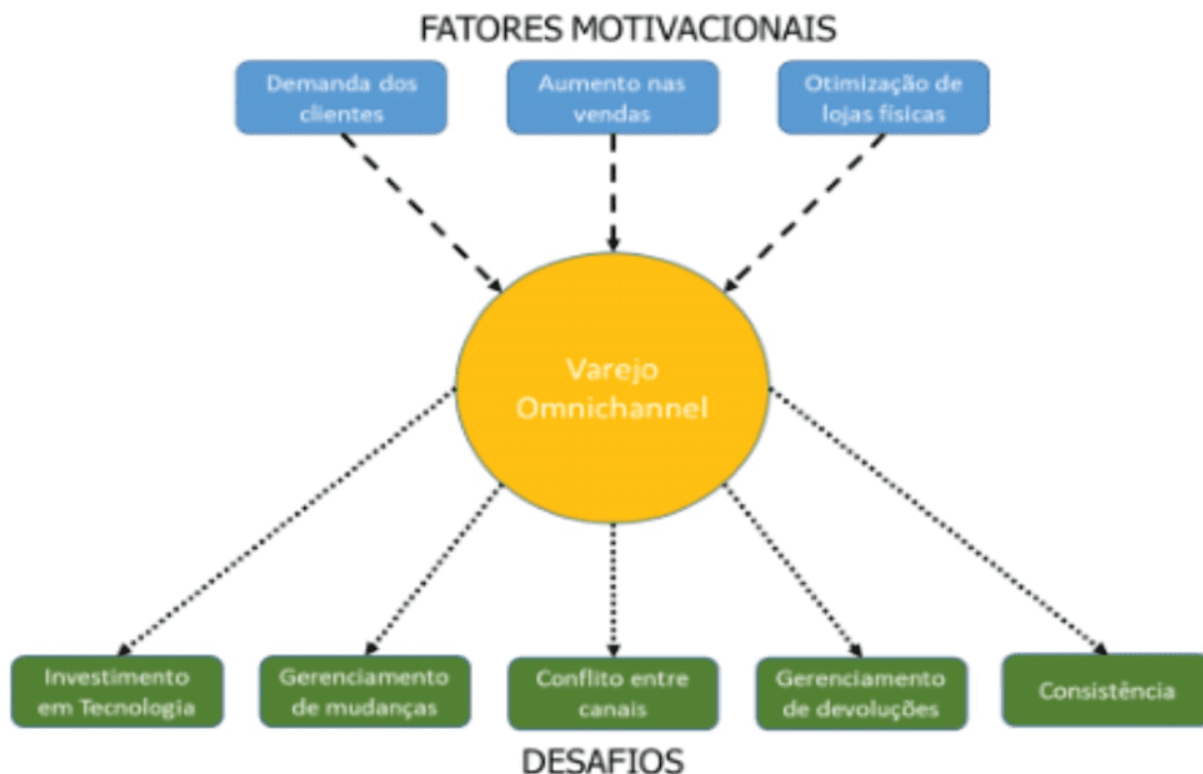 FATORES MOTIVACIONAIS
Demanda dos
clientes
Aumento nas
vendas
Otimização de
lojas físicas
Varejo
Omnichannel
Investimento
em Tecnologia
Gerenciamento
de mudanças
Conflito entre
canais
Gerenciamento
de devoluções
Consistência
DESAFIOS